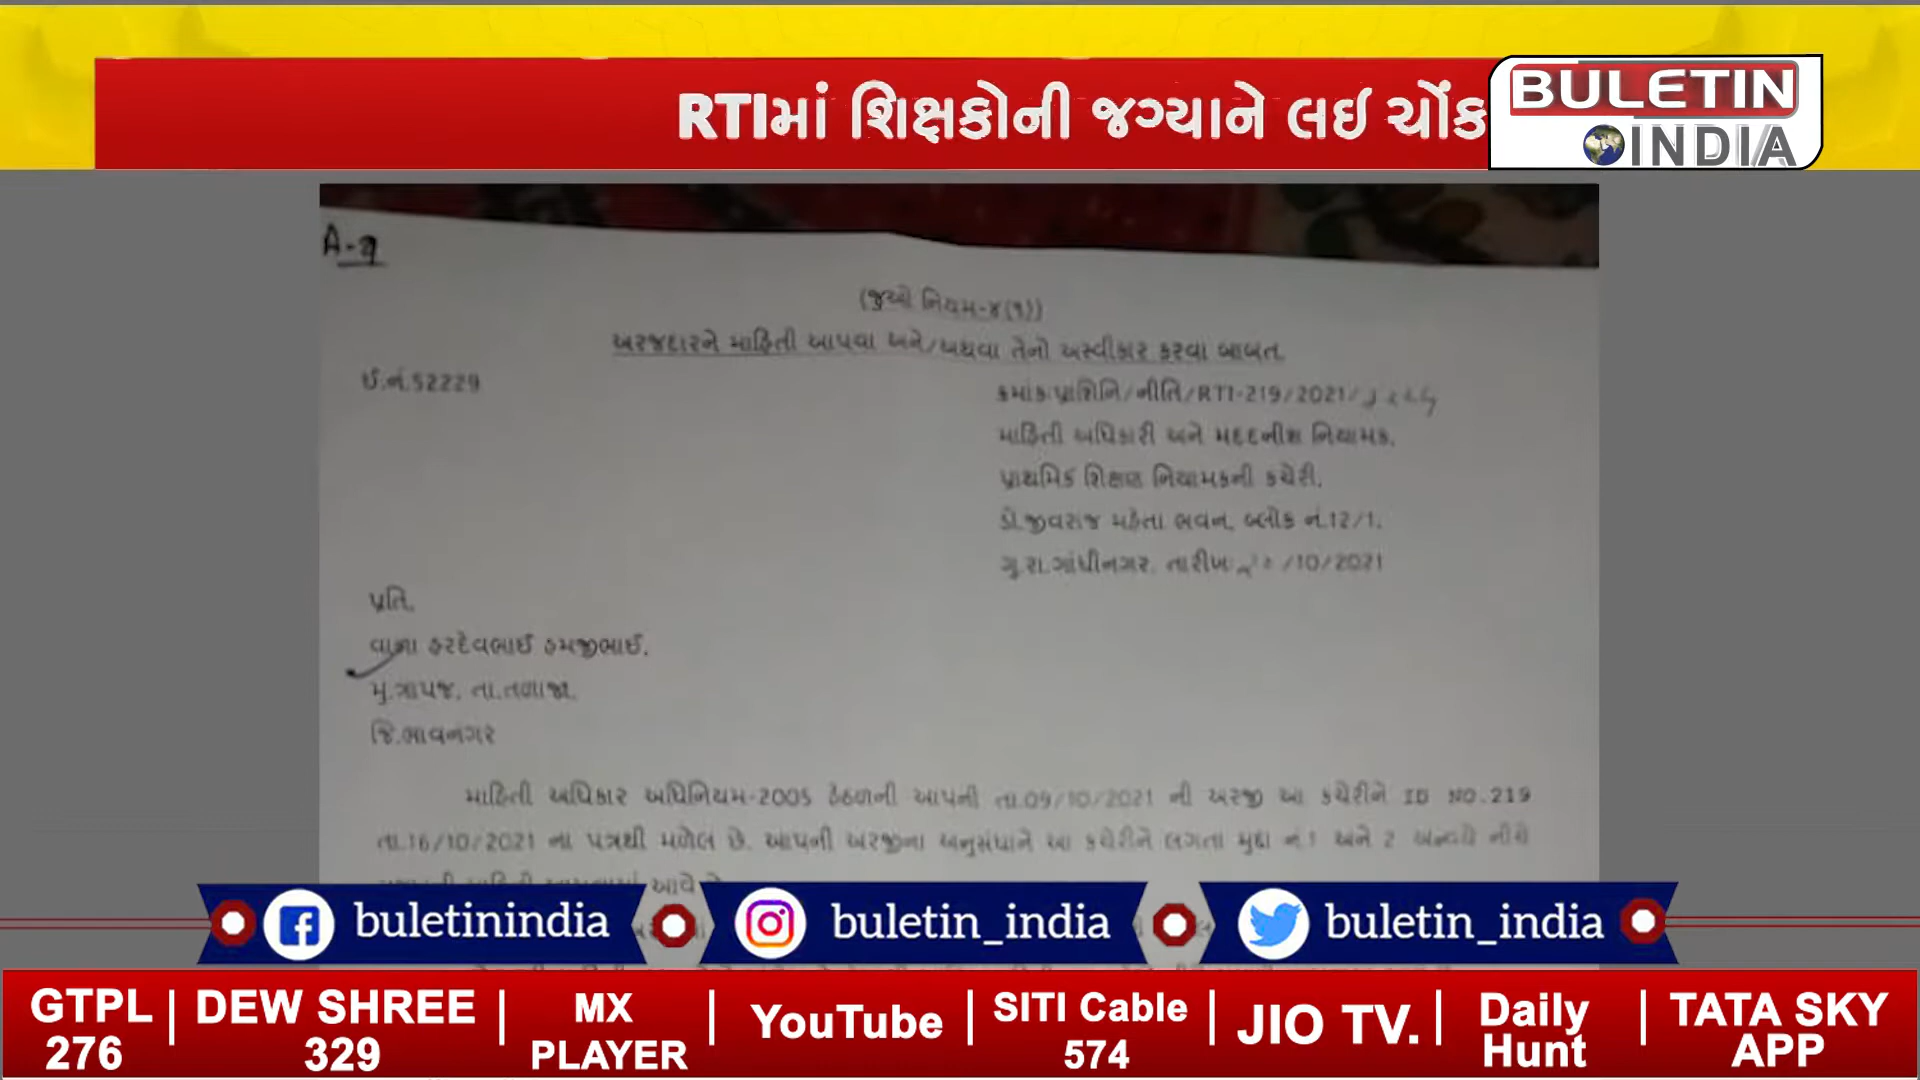 RTIમાં શિક્ષકોની જગ્યાને લઈ ચોંક
BULETIN
INDIA
A-૧
(જુઓ નિયમ-૪(૧))
અરજદારને માહિતી આપવા અને/અથવા તેનો અસ્વીકાર કરવા બાબત.
ઈ.નં.52229
ક્રમાંક:પ્રાશિનિ/નીતિ/RTI-219/2021/
માહિતી અધિકારી અને મદદનીશ નિયામક,
પ્રાથમિક શિક્ષણ નિયામકની કચેરી,
ડો.જીવરાજ મહેતા ભવન, બ્લોક નં.12/1,
ગુ.રા.ગાંધીનગર. તારીખ: /10/2021
પ્રતિ,
વાળા હરદેવભાઈ હમજીભાઈ,
મુ.ત્રાપજ, તા.તળાજા,
જિ.ભાવનગર
માહિતી અધિકાર અધિનિયમ-2005 હેઠળની આપની તા.09/10/2021 ની અરજી આ કચેરીને ID NO.219
તા.16/10/2021 ના પત્રથી મળેલ છે. આપની અરજીના અનુસંધાને આ કચેરીને લગતા મુદ્દા નં.1 અને 2 અન્વયે નીચે
buletinindia
buletin_india
buletin_india
GTPL 276
DEW SHREE 329
MX PLAYER
YouTube
SITI Cable 574
JIO TV.
Daily Hunt
TATA SKY APP